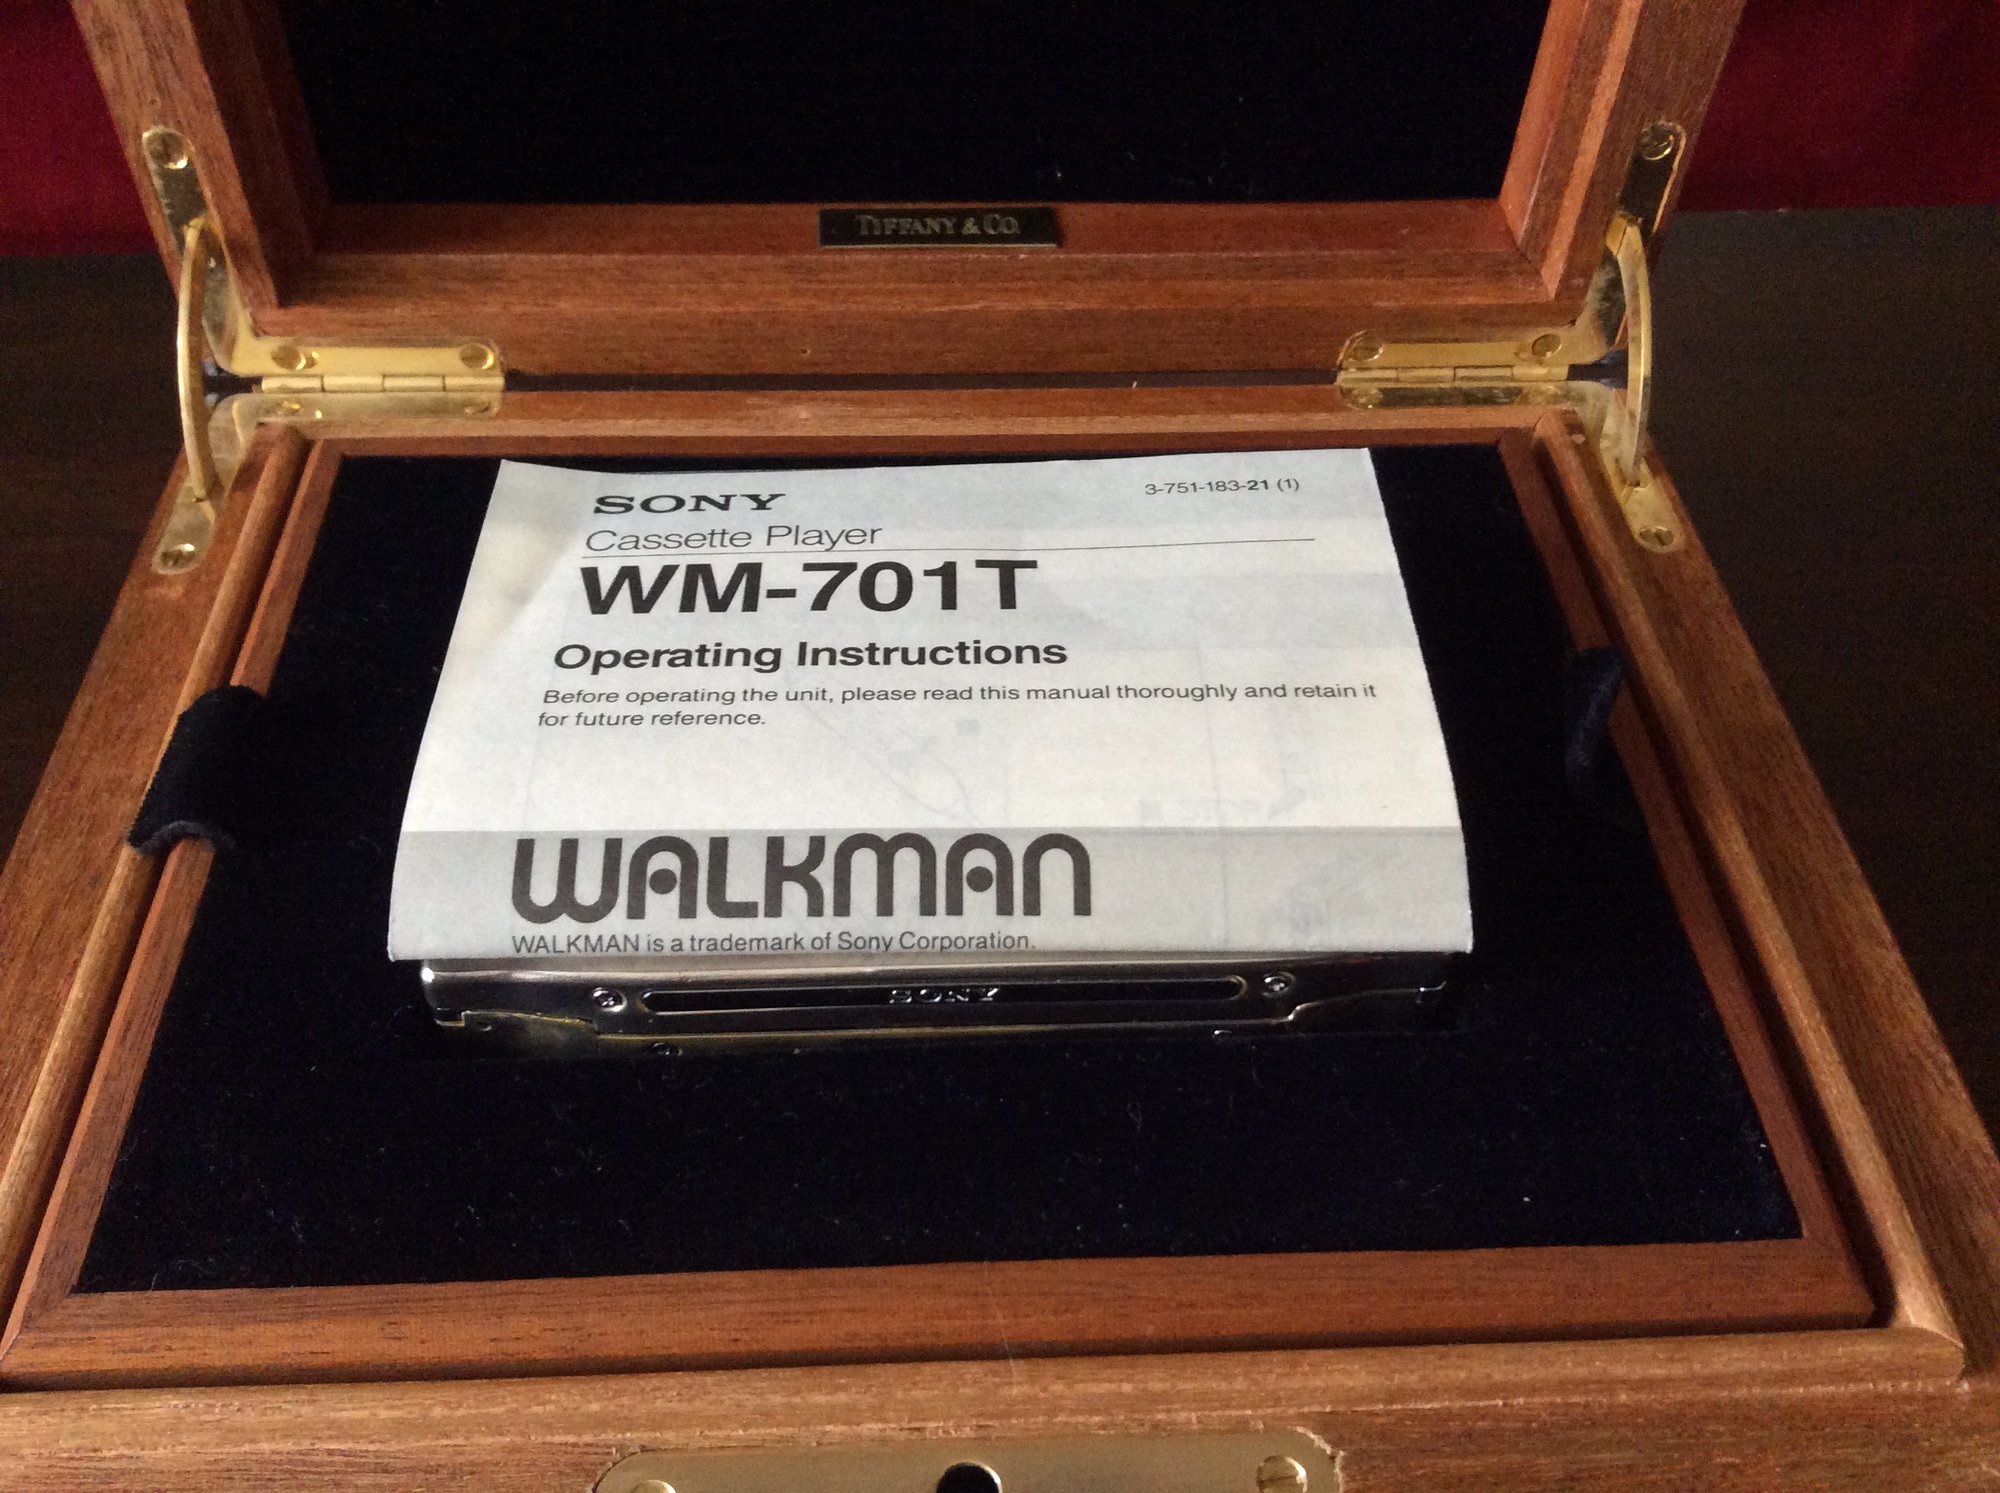 TIFFANY & CO.
SONY
3-751-183-21 (1)
Cassette Player
WM-701T
Operating Instructions
Before operating the unit, please read this manual thoroughly and retain it
for future reference.
WALKMAN
WALKMAN is a trademark of Sony Corporation.
SONY